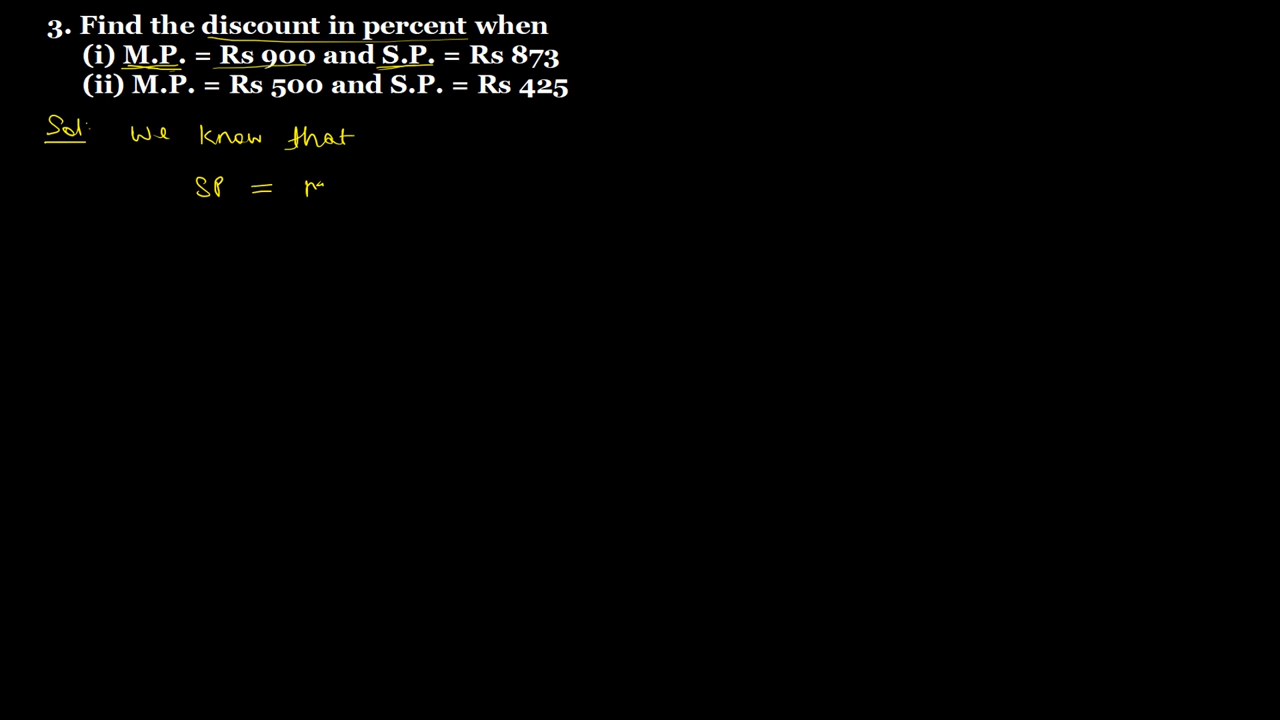 3. Find the discount in percent when
(i) M.P. = Rs 900 and S.P. = Rs 873
(ii) M.P. = Rs 500 and S.P. = Rs 425
Sol: We know that
SP =